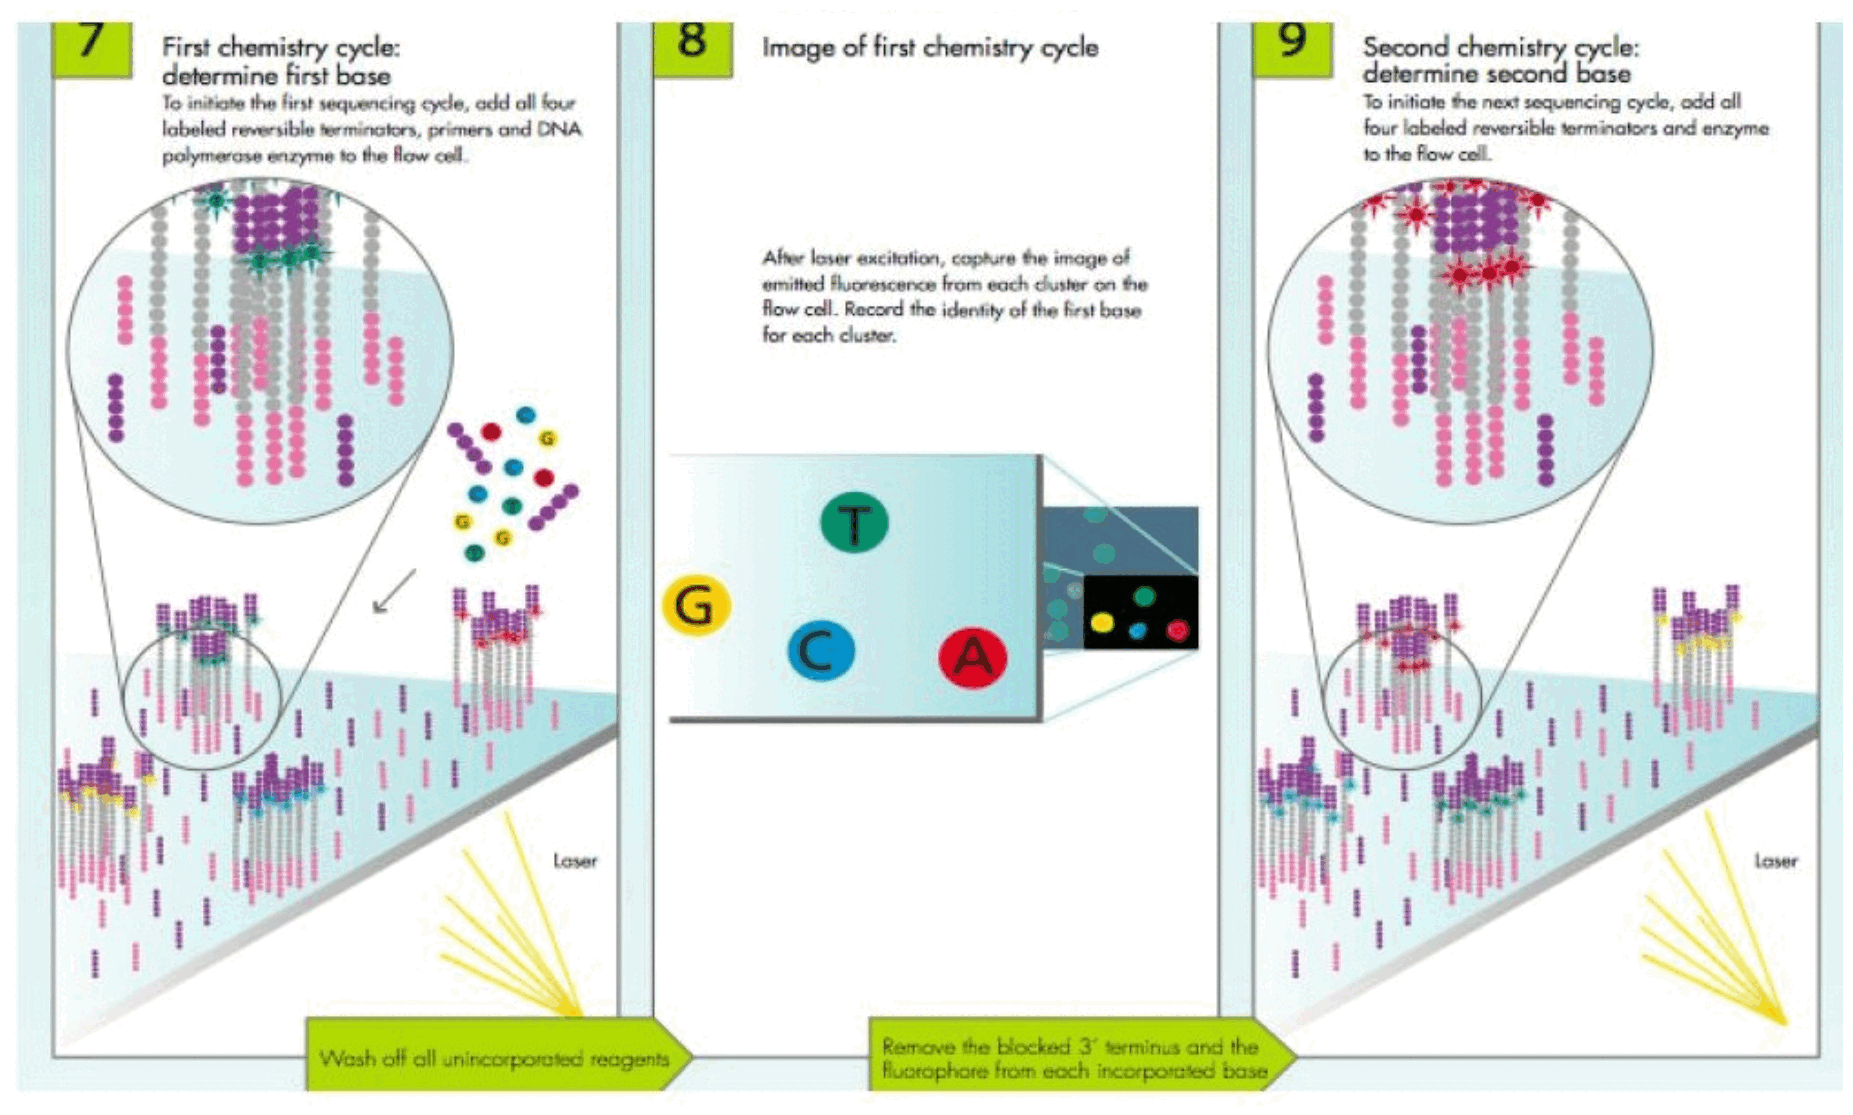 7
First chemistry cycle:
determine first base
To initiate the first sequencing cycle, add all four
labeled reversible terminators, primers and DNA
polymerase enzyme to the flow cell.
C
G
G
T
G
T
Laser
Wash off all unincorporated reagents
8
Image of first chemistry cycle
After laser excitation, capture the image of
emitted fluorescence from each cluster on the
flow cell. Record the identity of the first base
for each cluster.
T
G
C
A
Remove the blocked 3′ terminus and the
fluorophore from each incorporated base
9
Second chemistry cycle:
determine second base
To initiate the next sequencing cycle, add all
four labeled reversible terminators and enzyme
to the flow cell.
Laser